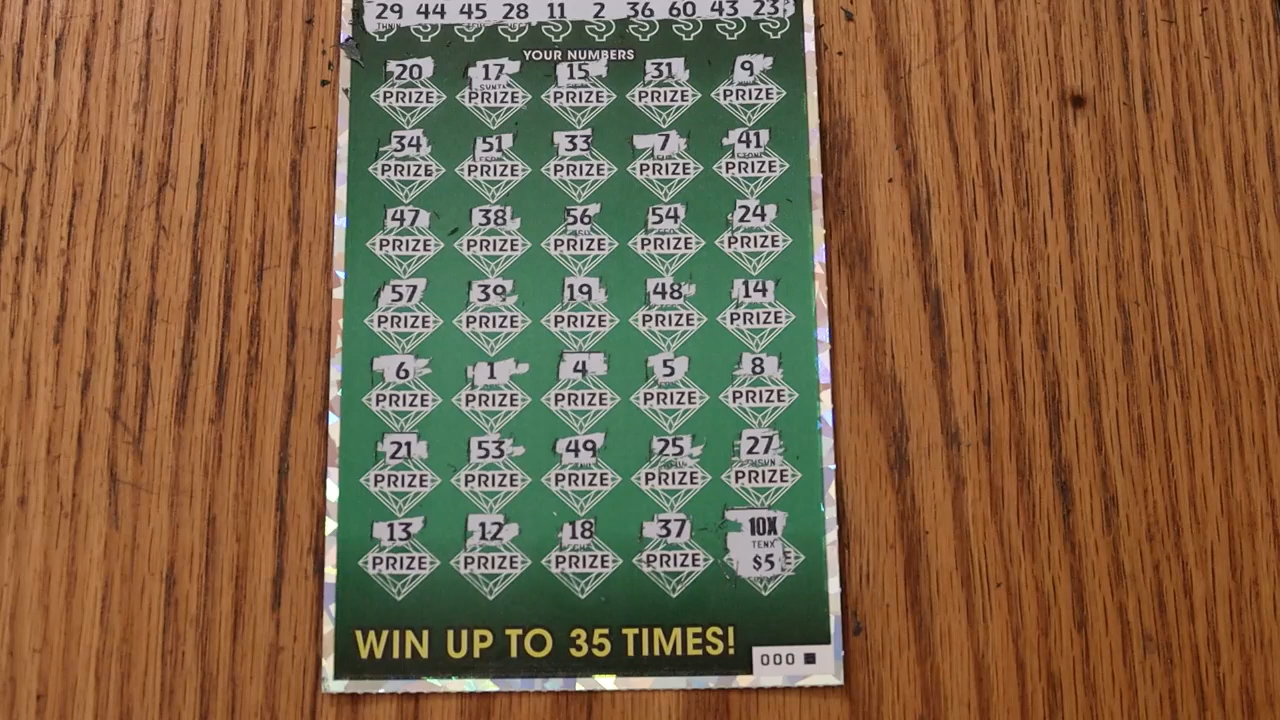 29 44 45 28 11 2 36 60 43 23
YOUR NUMBERS
20 17 15 31 9
PRIZE PRIZE PRIZE PRIZE PRIZE
34 51 33 7 41
PRIZE PRIZE PRIZE PRIZE PRIZE
47 38 56 54 24
PRIZE PRIZE PRIZE PRIZE PRIZE
57 39 19 48 14
PRIZE PRIZE PRIZE PRIZE PRIZE
6 1 4 5 8
PRIZE PRIZE PRIZE PRIZE PRIZE
21 53 49 25 27
PRIZE PRIZE PRIZE PRIZE PRIZE
13 12 18 37 10X
TENX
PRIZE PRIZE PRIZE PRIZE $5
WIN UP TO 35 TIMES!
000